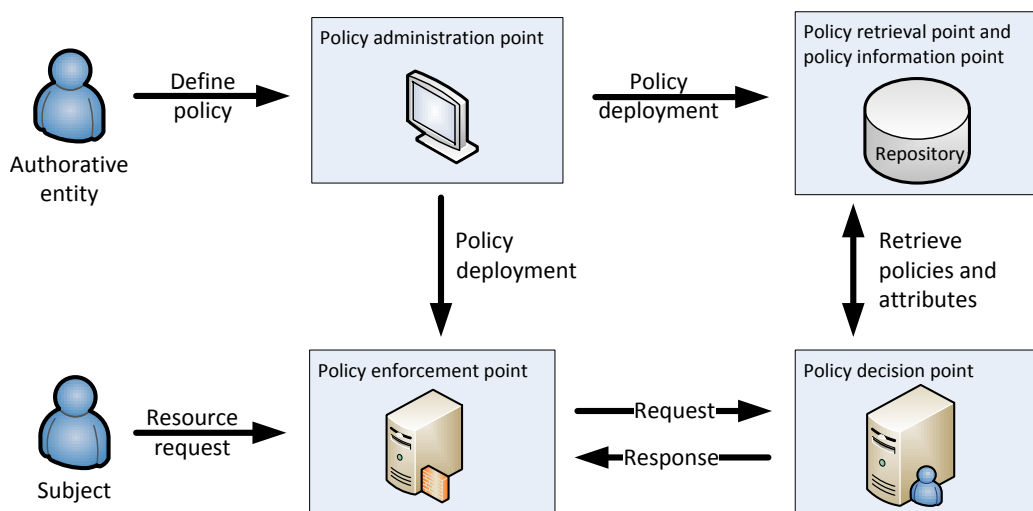 Policy administration point
Policy retrieval point and
policy information point
Define
policy
Policy
deployment
Repository
Authorative
entity
Policy
deployment
Retrieve
policies and
attributes
Policy enforcement point
Policy decision point
Resource
request
Request
Response
Subject